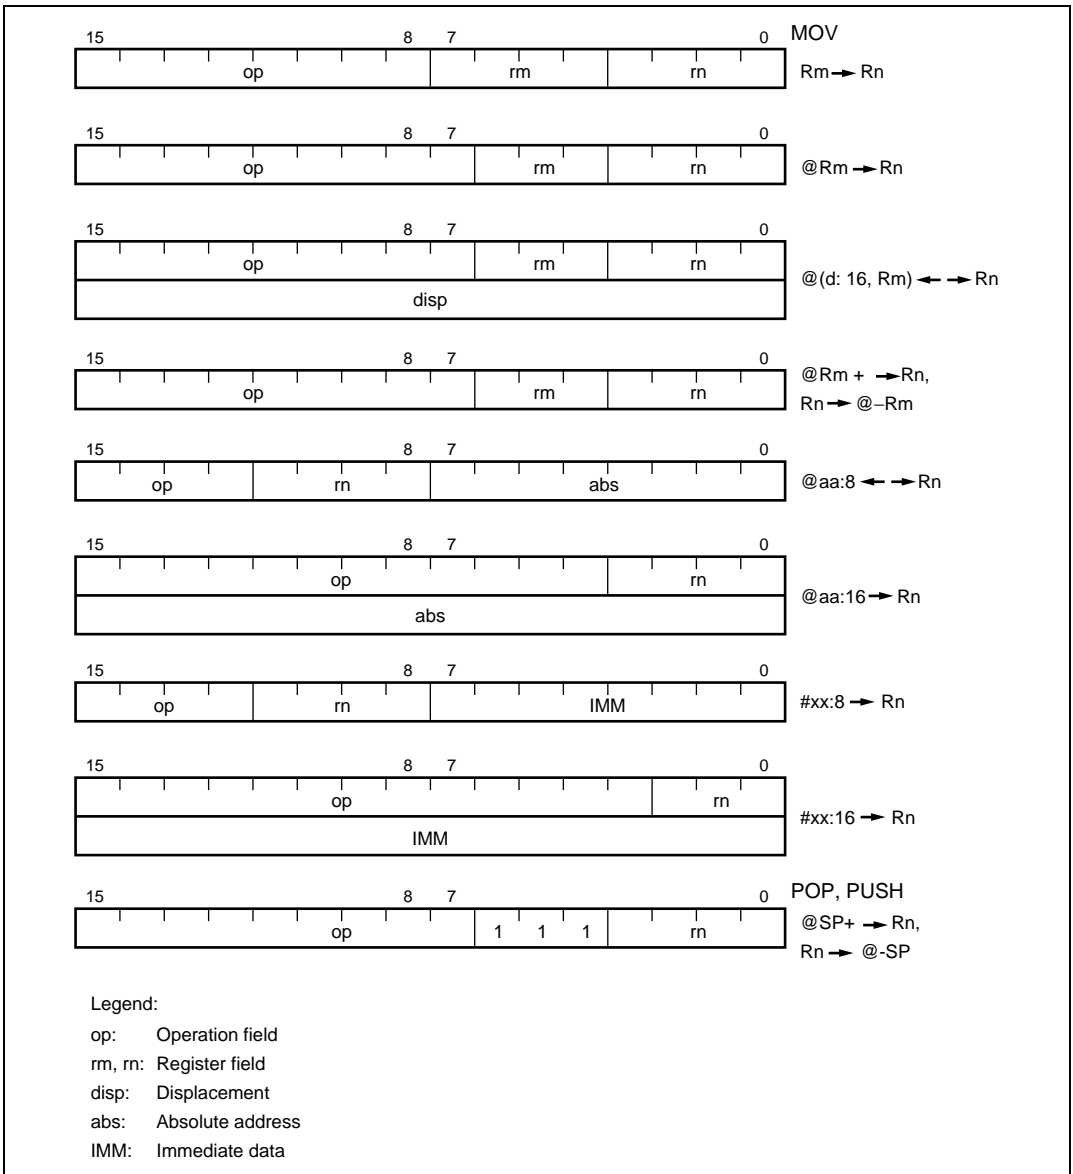 15 8 7 0 MOV
op rm rn Rm → Rn
15 8 7 0
op rm rn @Rm → Rn
15 8 7 0
op rm rn
disp @(d: 16, Rm) ← → Rn
15 8 7 0
op rm rn @Rm + → Rn,
Rn → @–Rm
15 8 7 0
op rn abs @aa:8 ← → Rn
15 8 7 0
op rn
abs @aa:16 → Rn
15 8 7 0
op rn IMM #xx:8 → Rn
15 8 7 0
op rn
IMM #xx:16 → Rn
15 8 7 0 POP, PUSH
op 1 1 1 rn @SP+ → Rn,
Rn → @-SP
Legend:
op: Operation field
rm, rn: Register field
disp: Displacement
abs: Absolute address
IMM: Immediate data